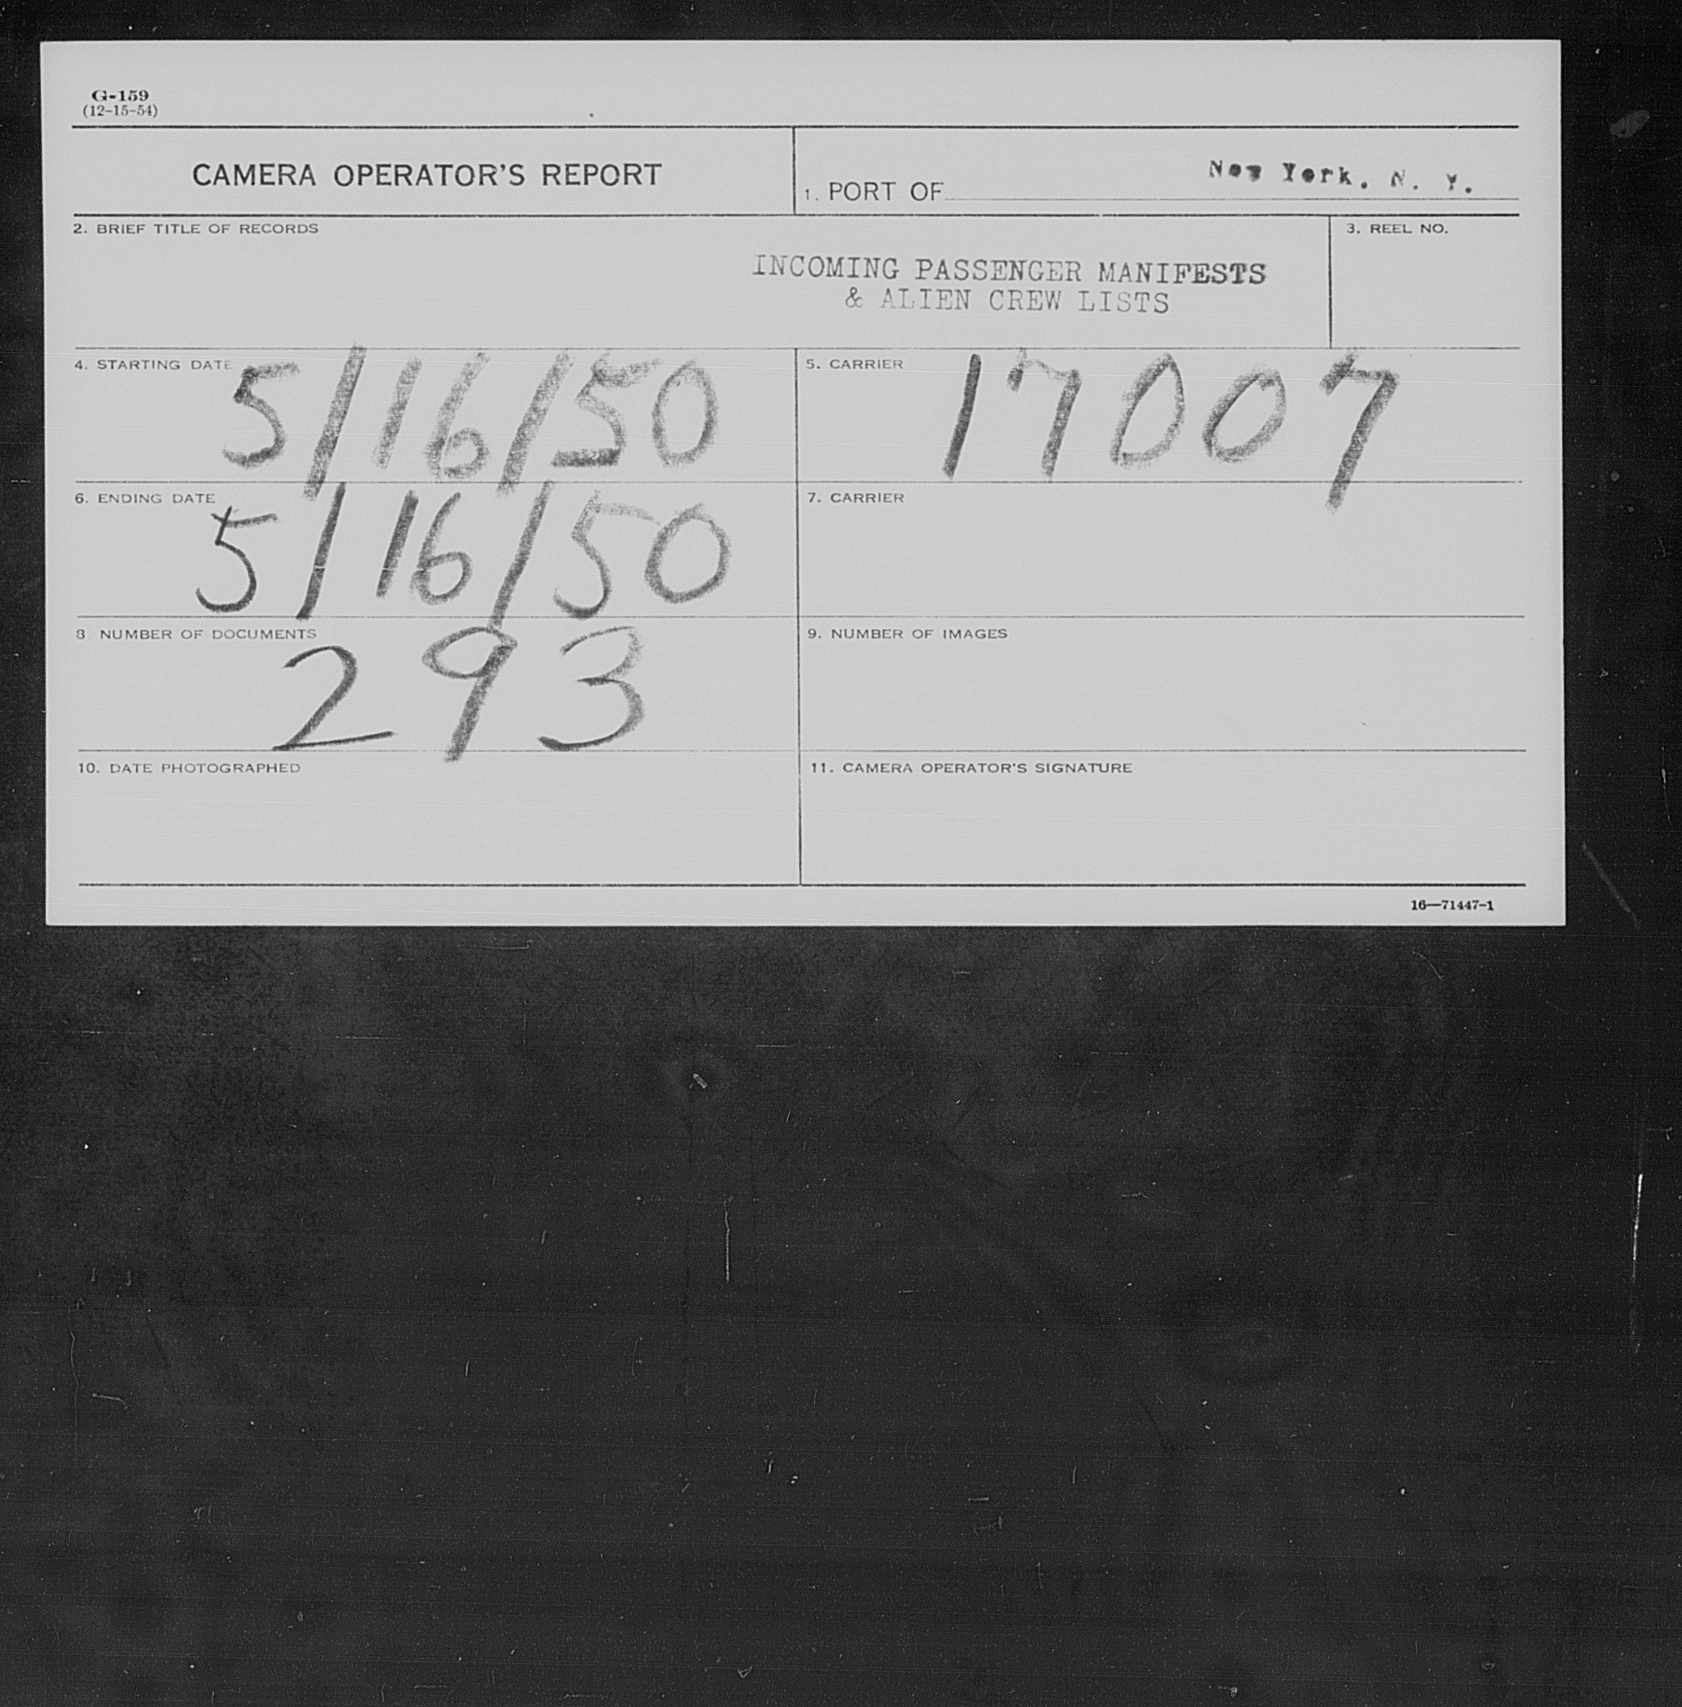 G-159
(12-15-54)
CAMERA OPERATOR'S REPORT
1. PORT OF New York, N. Y.
2. BRIEF TITLE OF RECORDS
INCOMING PASSENGER MANIFESTS
& ALIEN CREW LISTS
3. REEL NO.
4. STARTING DATE 5/16/50
5. CARRIER 17007
6. ENDING DATE 5/16/50
7. CARRIER
8 NUMBER OF DOCUMENTS 293
9. NUMBER OF IMAGES
10. DATE PHOTOGRAPHED
11. CAMERA OPERATOR'S SIGNATURE
16—71447-1